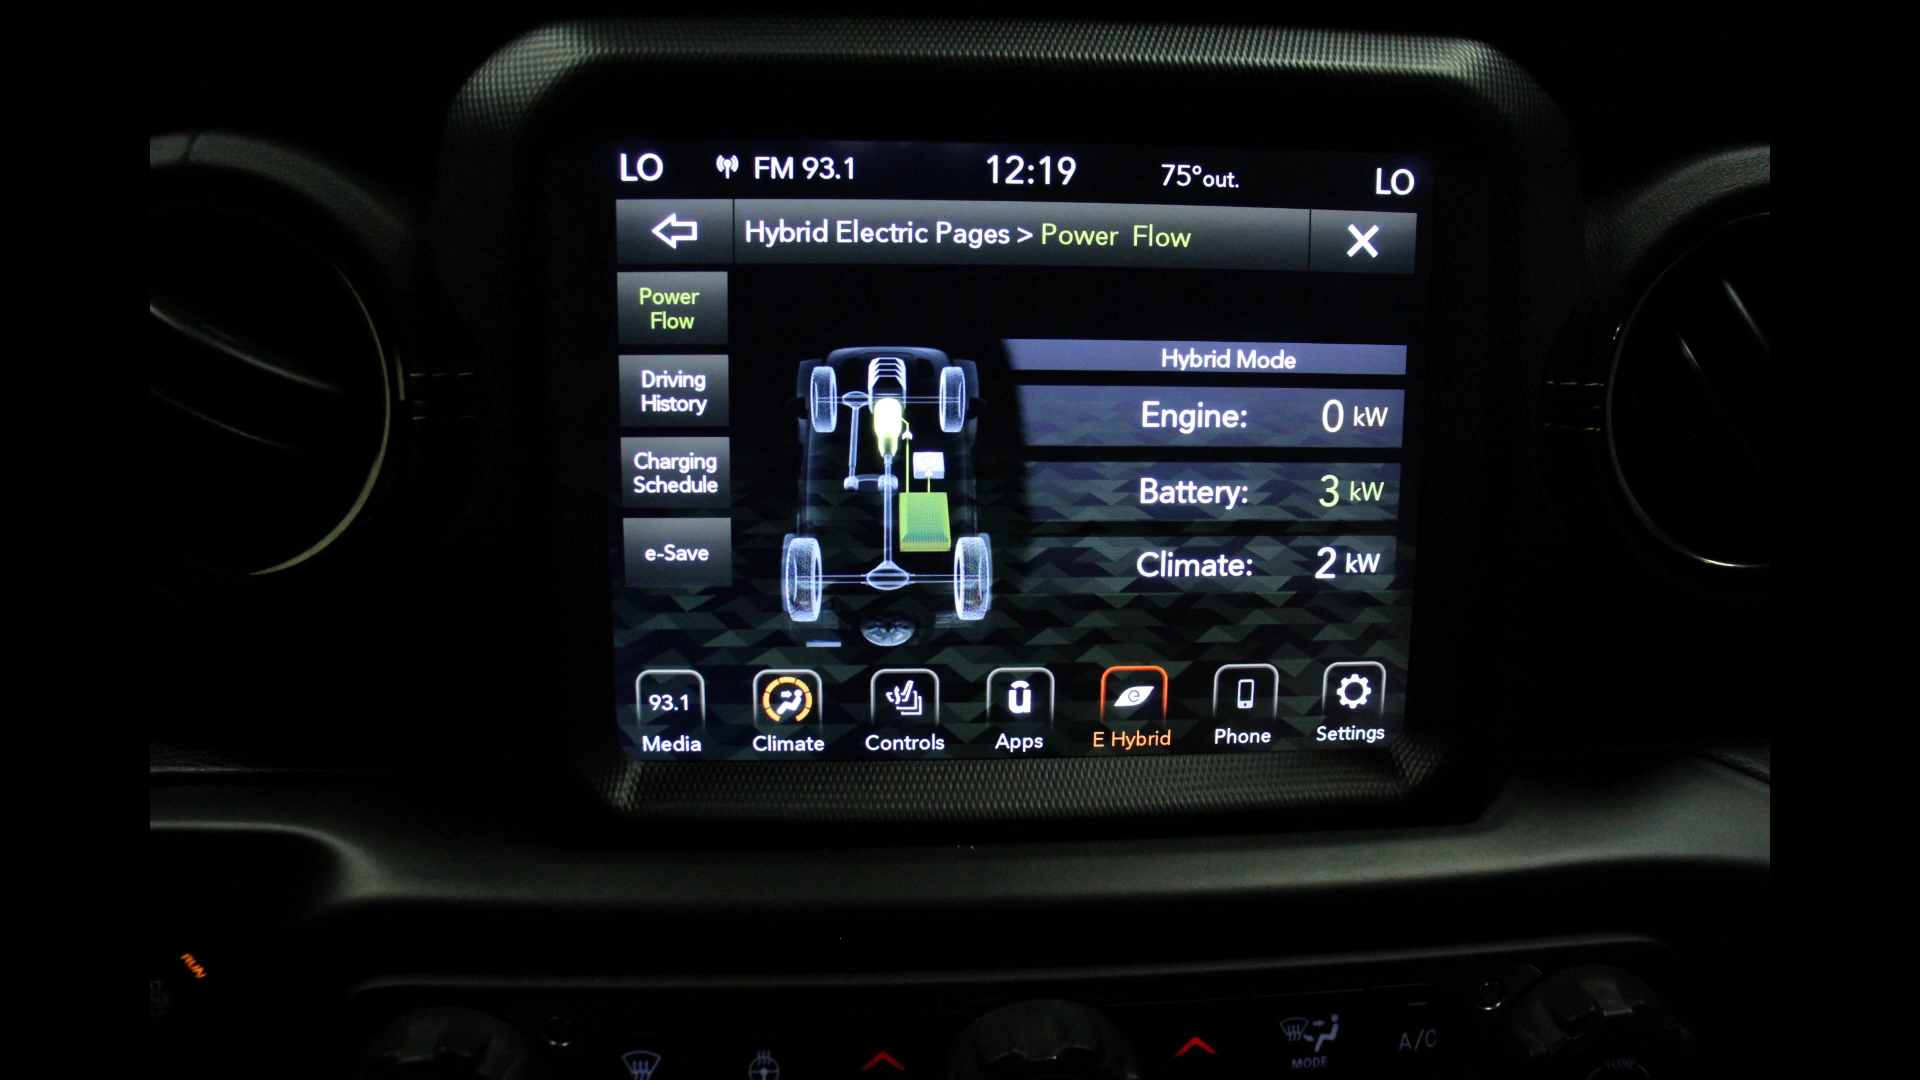 LO FM 93.1 12:19 75° out. LO
Hybrid Electric Pages > Power Flow
Power
Flow
Driving
History
Charging
Schedule
e-Save
Hybrid Mode
Engine: 0 kW
Battery: 3 kW
Climate: 2 kW
93.1
Media
Climate
Controls
Apps
E Hybrid
Phone
Settings
RUN
MODE
A/C